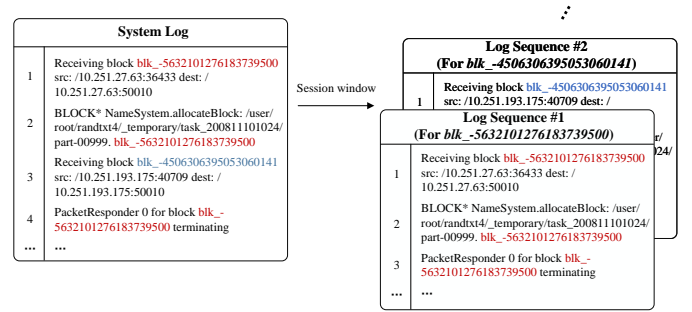 System Log
1
Receiving block blk_-5632101276183739500
src: /10.251.27.63:36433 dest: /
10.251.27.63:50010
2
BLOCK* NameSystem.allocateBlock: /user/
root/randtxt4/_temporary/task_200811101024/
part-00999. blk_-5632101276183739500
3
Receiving block blk_-4506306395053060141
src: /10.251.193.175:40709 dest: /
10.251.193.175:50010
4
PacketResponder 0 for block blk_-
5632101276183739500 terminating
...
...
Session window
Log Sequence #2
(For blk_-4506306395053060141)
1
Receiving block blk_-4506306395053060141
src: /10.251.193.175:40709 dest: /
Log Sequence #1
(For blk_-5632101276183739500)
1
Receiving block blk_-5632101276183739500
src: /10.251.27.63:36433 dest: /
10.251.27.63:50010
2
BLOCK* NameSystem.allocateBlock: /user/
root/randtxt4/_temporary/task_200811101024/
part-00999. blk_-5632101276183739500
3
PacketResponder 0 for block blk_-
5632101276183739500 terminating
...
...